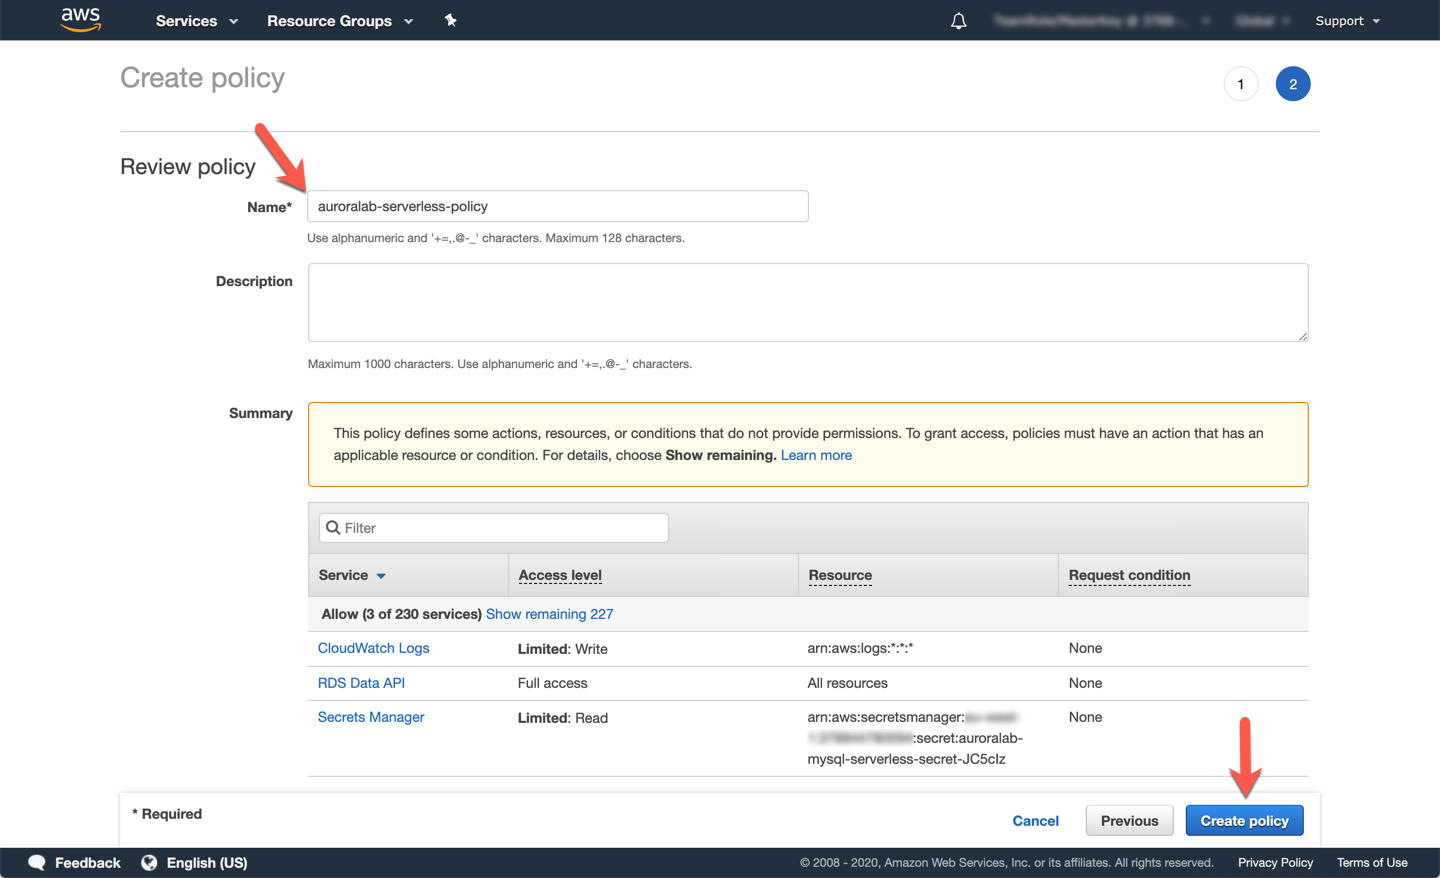 aws Services Resource Groups Support
Create policy
1 2
Review policy
Name* auroralab-serverless-policy
Use alphanumeric and '+=,.@-_' characters. Maximum 128 characters.
Description
Maximum 1000 characters. Use alphanumeric and '+=,.@-_' characters.
Summary
This policy defines some actions, resources, or conditions that do not provide permissions. To grant access, policies must have an action that has an
applicable resource or condition. For details, choose Show remaining. Learn more
Filter
Service Access level Resource Request condition
Allow (3 of 230 services) Show remaining 227
CloudWatch Logs Limited: Write arn:aws:logs:*:*:* None
RDS Data API Full access All resources None
Secrets Manager Limited: Read arn:aws:secretsmanager: None
:secret:auroralab-
mysql-serverless-secret-JC5cIz
* Required Cancel Previous Create policy
Feedback English (US) © 2008 - 2020, Amazon Web Services, Inc. or its affiliates. All rights reserved. Privacy Policy Terms of Use